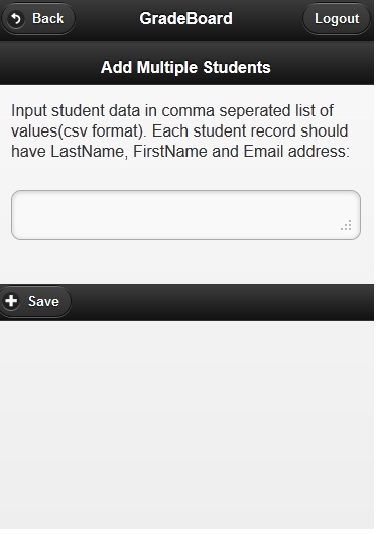 Back GradeBoard Logout
Add Multiple Students
Input student data in comma seperated list of
values(csv format). Each student record should
have LastName, FirstName and Email address:
Save